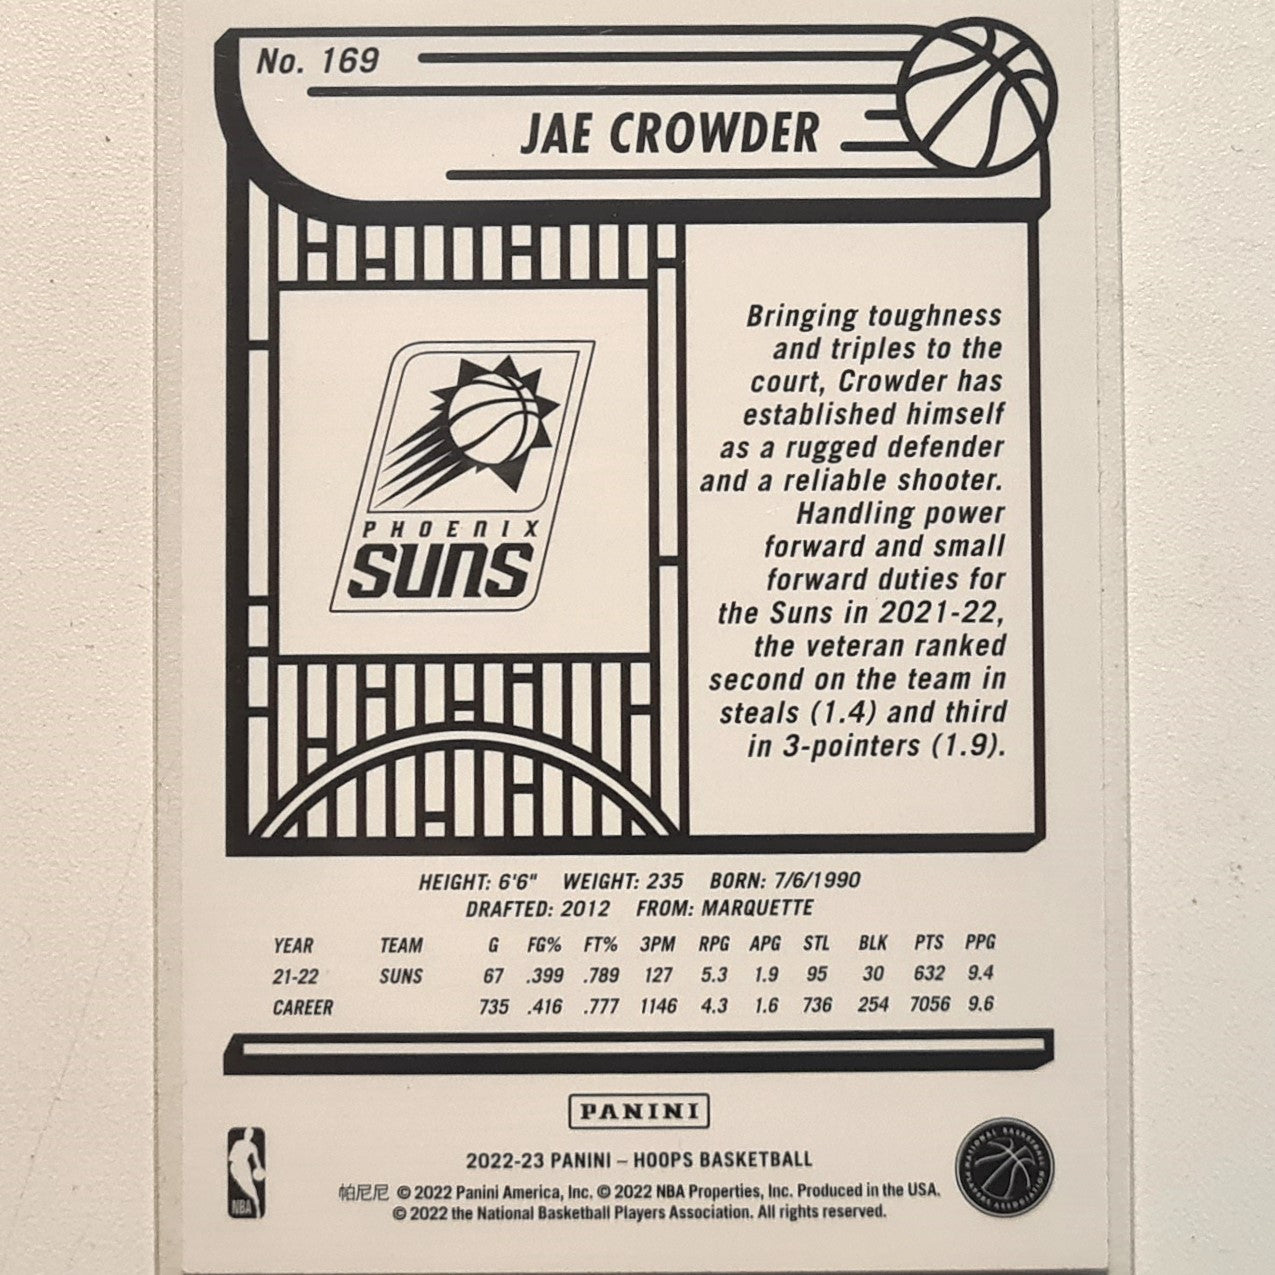 No. 169
JAE CROWDER
PHOENIX
SUNS
Bringing toughness
and triples to the
court, Crowder has
established himself
as a rugged defender
and a reliable shooter.
Handling power
forward and small
forward duties for
the Suns in 2021-22,
the veteran ranked
second on the team in
steals (1.4) and third
in 3-pointers (1.9).
HEIGHT: 6'6" WEIGHT: 235 BORN: 7/6/1990
DRAFTED: 2012 FROM: MARQUETTE
YEAR TEAM G FG% FT% 3PM RPG APG STL BLK PTS PPG
21-22 SUNS 67 .399 .789 127 5.3 1.9 95 30 632 9.4
CAREER 735 .416 .777 1146 4.3 1.6 736 254 7056 9.6
PANINI
NBA
NATIONAL BASKETBALL
PLAYERS ASSOCIATION
2022-23 PANINI – HOOPS BASKETBALL
帕尼尼 © 2022 Panini America, Inc. © 2022 NBA Properties, Inc. Produced in the USA.
© 2022 the National Basketball Players Association. All rights reserved.